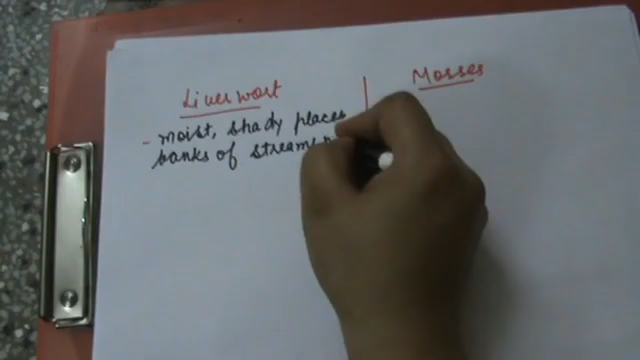 Liverwort
Mosses
- moist, shady places
banks of streams